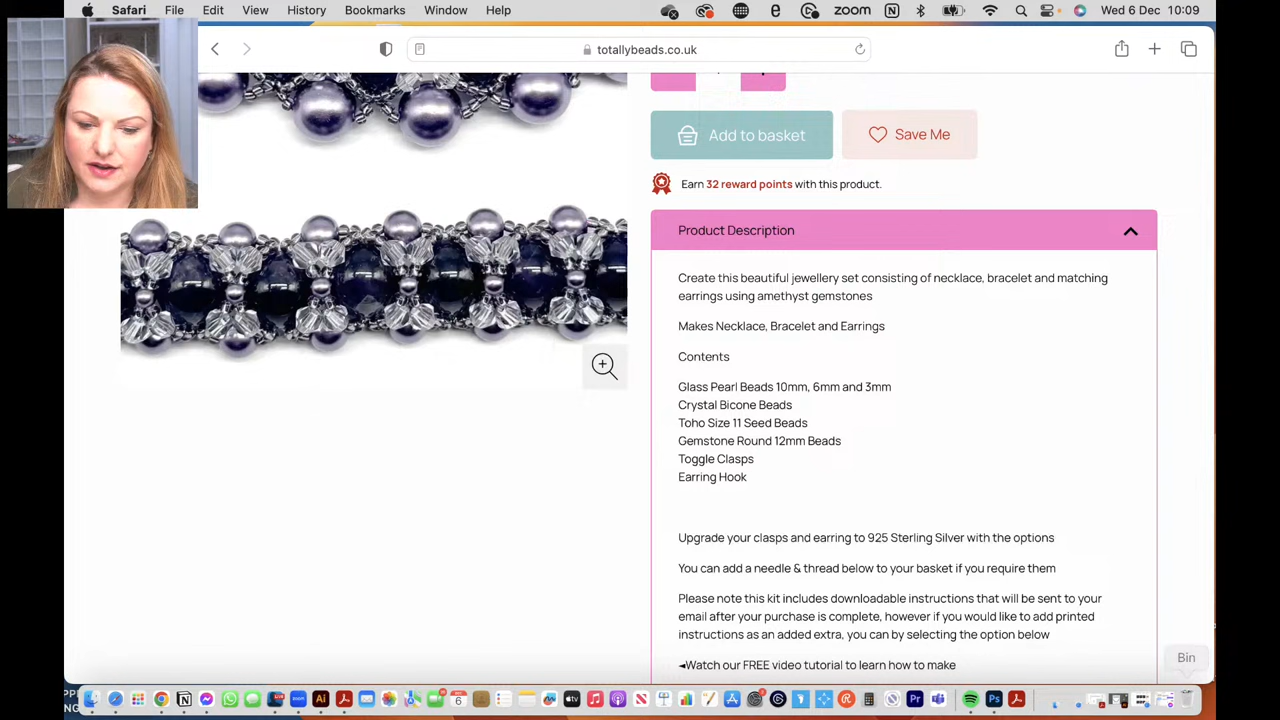 Safari File Edit View History Bookmarks Window Help zoom Wed 6 Dec 10:09
totallybeads.co.uk
Add to basket Save Me
Earn 32 reward points with this product.
Product Description
Create this beautiful jewellery set consisting of necklace, bracelet and matching
earrings using amethyst gemstones
Makes Necklace, Bracelet and Earrings
Contents
Glass Pearl Beads 10mm, 6mm and 3mm
Crystal Bicone Beads
Toho Size 11 Seed Beads
Gemstone Round 12mm Beads
Toggle Clasps
Earring Hook
Upgrade your clasps and earring to 925 Sterling Silver with the options
You can add a needle & thread below to your basket if you require them
Please note this kit includes downloadable instructions that will be sent to your
email after your purchase is complete, however if you would like to add printed
instructions as an added extra, you can by selecting the option below
◄Watch our FREE video tutorial to learn how to make
Bin